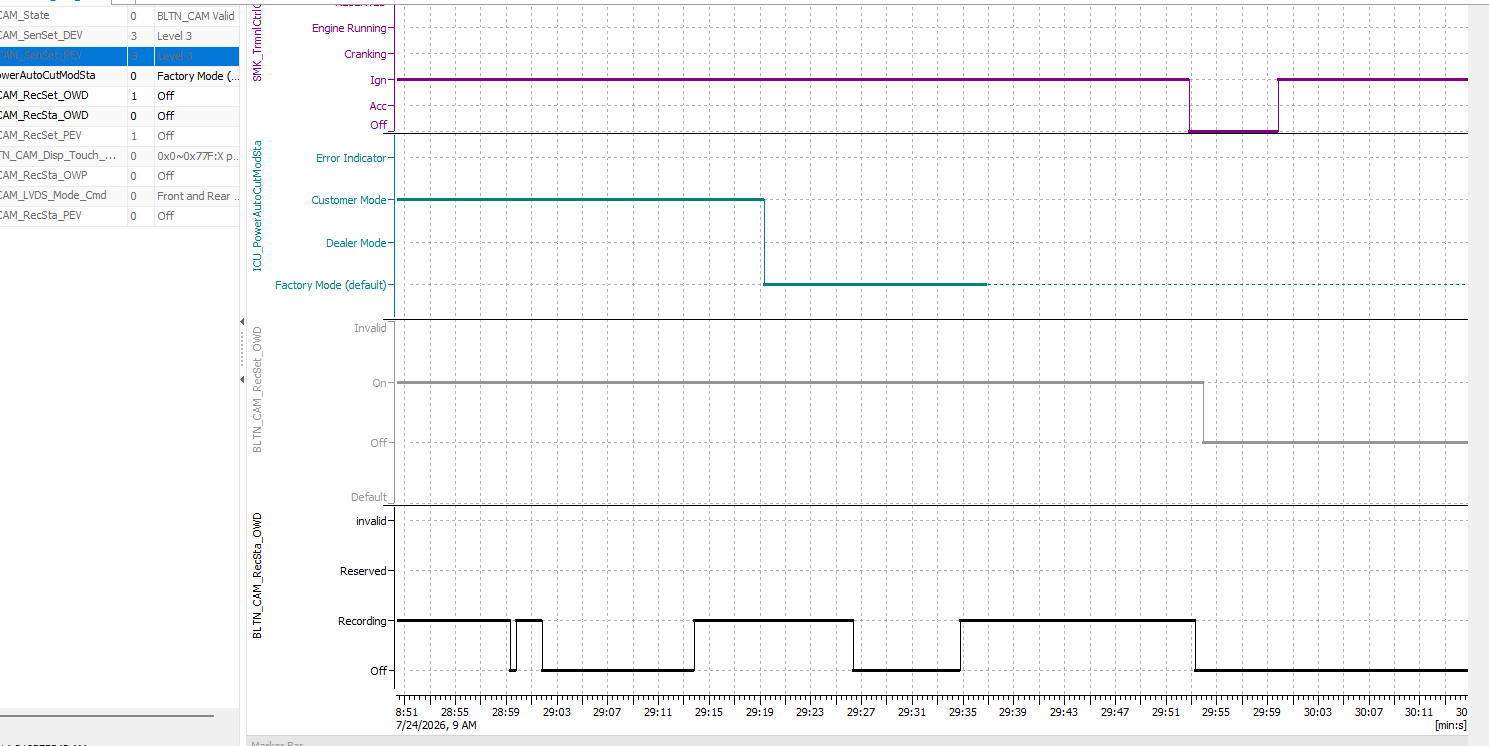 CAM_State 0 BLTN_CAM Valid
CAM_SenSet_DEV 3 Level 3
CAM_SenSet_PEV 3 Level 3
owerAutoCutModSta 0 Factory Mode (...
CAM_RecSet_OWD 1 Off
CAM_RecSta_OWD 0 Off
CAM_RecSet_PEV 1 Off
TN_CAM_Disp_Touch_... 0 0x0~0x77F:X p...
CAM_RecSta_OWP 0 Off
CAM_LVDS_Mode_Cmd 0 Front and Rear ...
CAM_RecSta_PEV 0 Off
SMK_TrmnlCtrlC
Engine Running
Cranking
Ign
Acc
Off
ICU_PowerAutoCutModSta
Error Indicator
Customer Mode
Dealer Mode
Factory Mode (default)
BLTN_CAM_RecSet_OWD
Invalid
On
Off
Default
BLTN_CAM_RecSta_OWD
invalid
Reserved
Recording
Off
8:51 28:55 28:59 29:03 29:07 29:11 29:15 29:19 29:23 29:27 29:31 29:35 29:39 29:43 29:47 29:51 29:55 29:59 30:03 30:07 30:11 30
7/24/2026, 9 AM [min:s]
Marker Bar